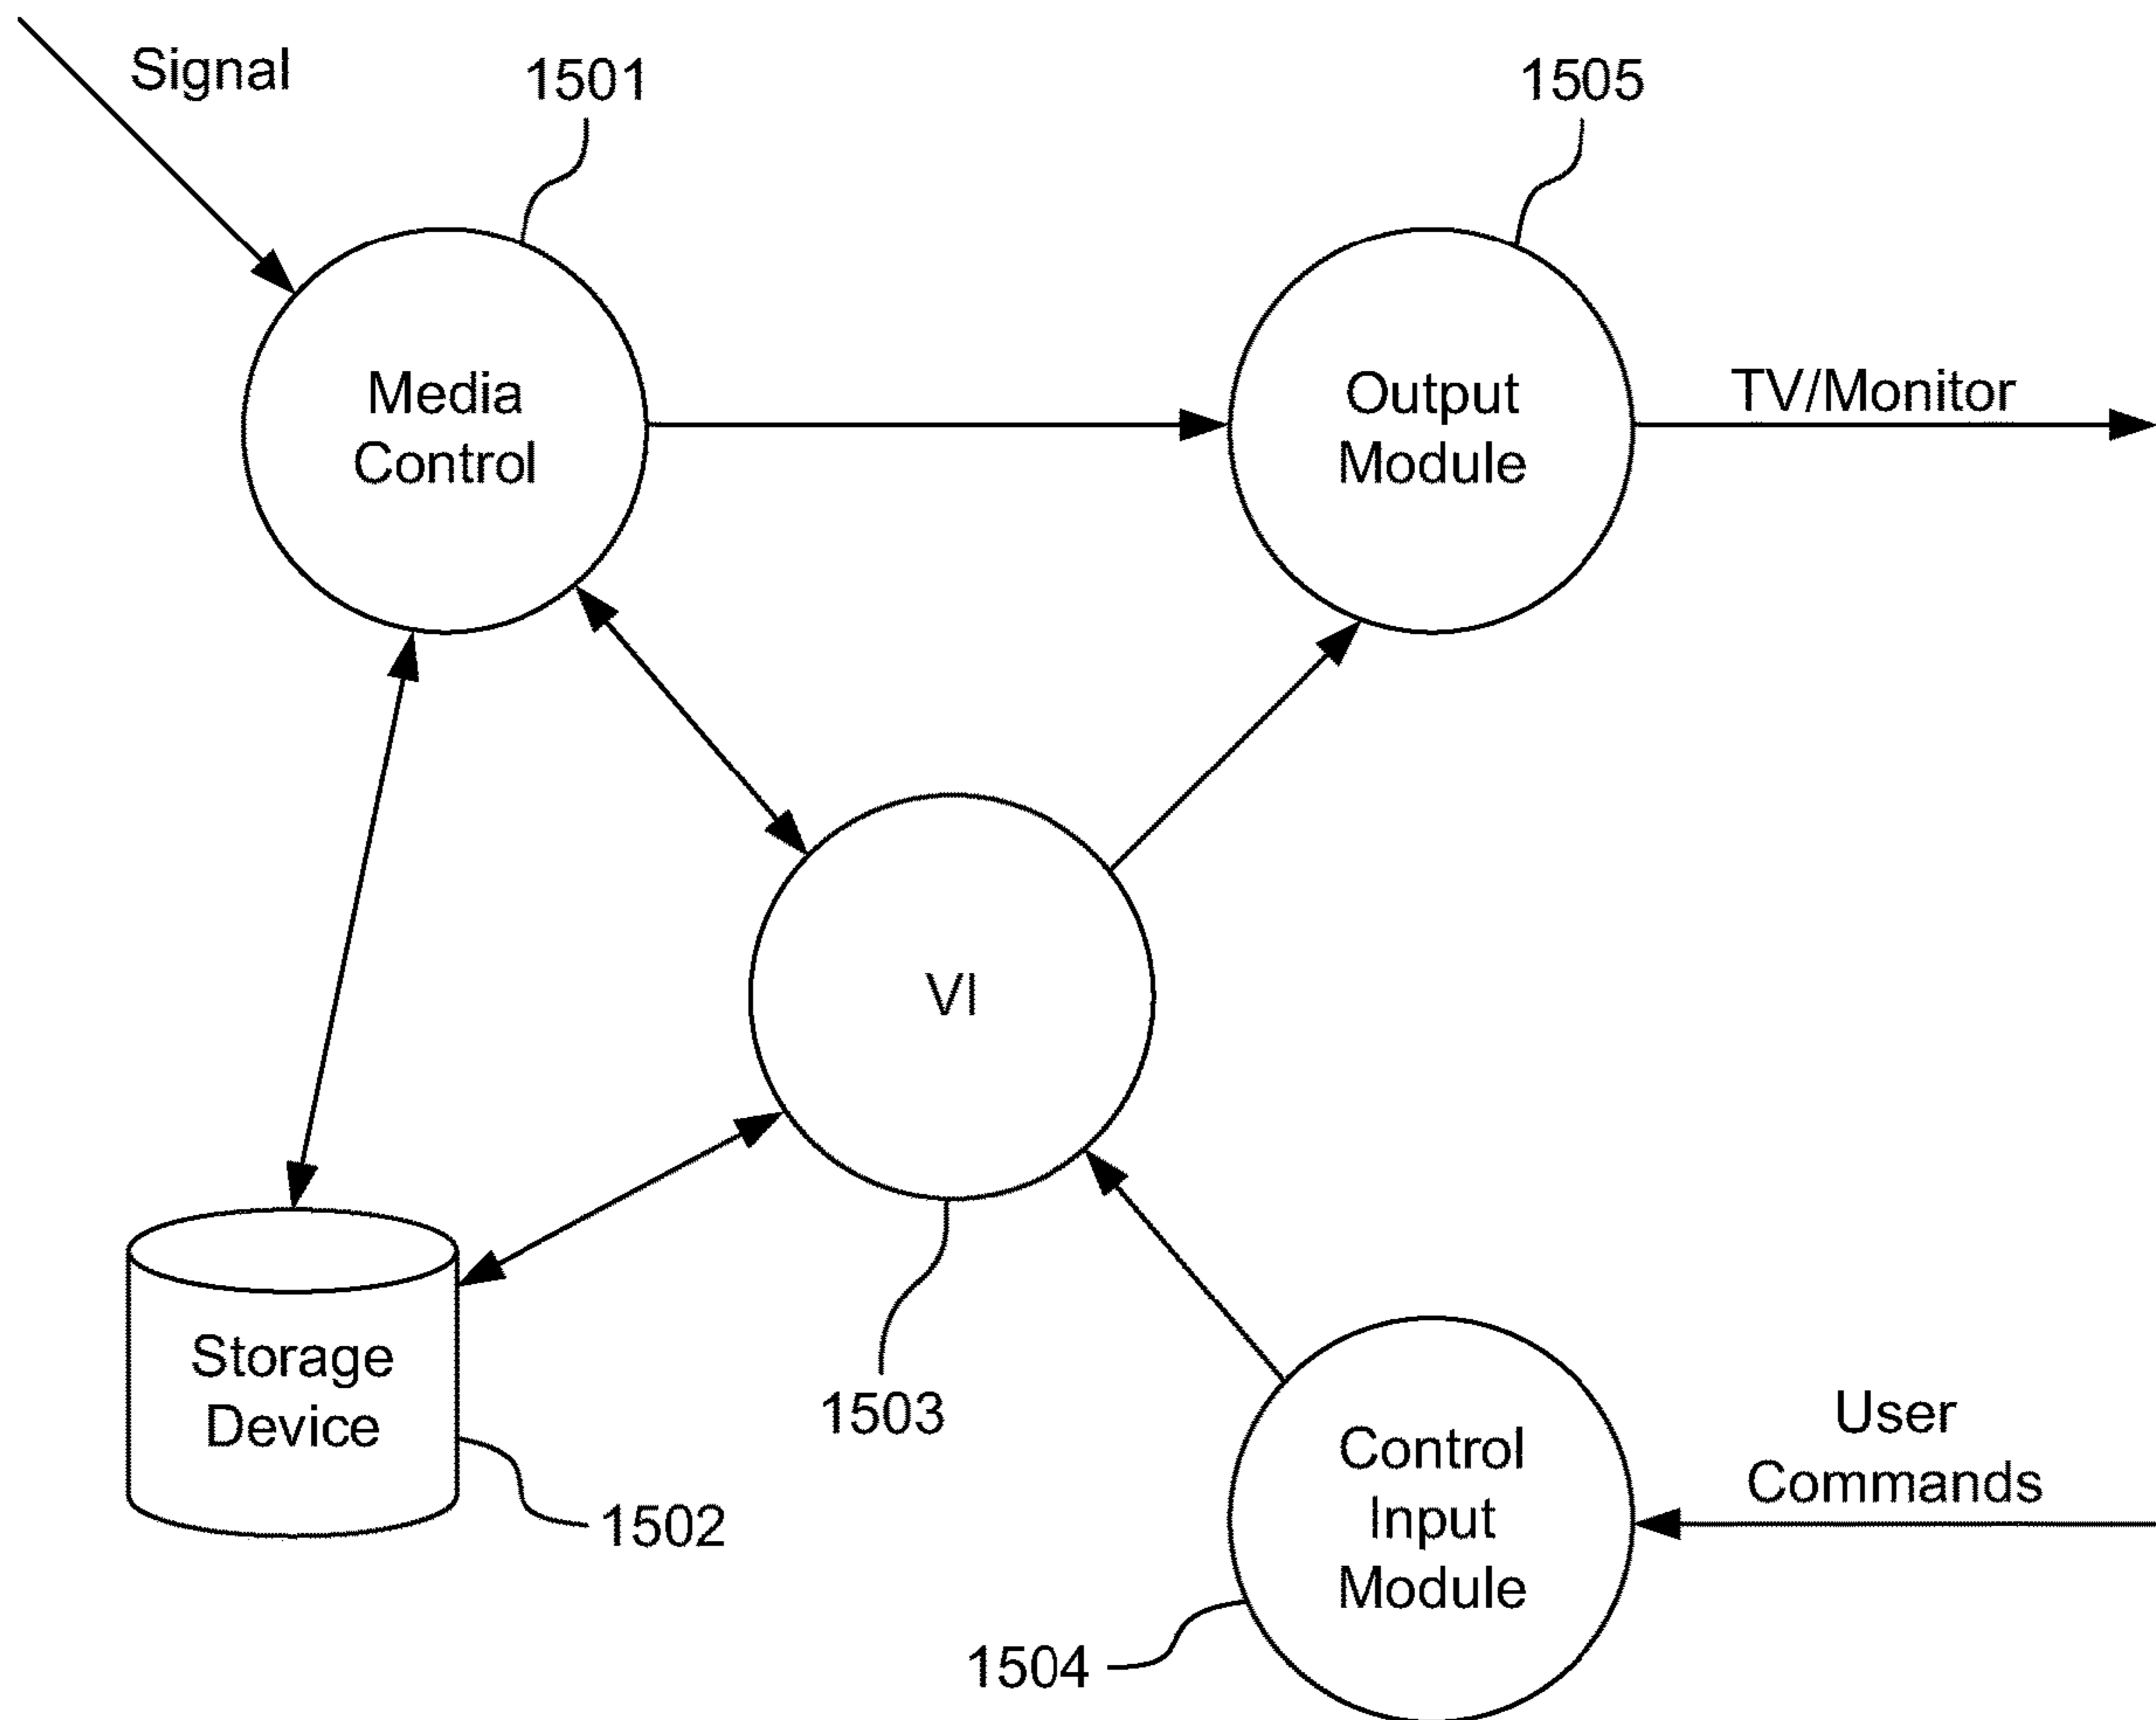 Signal
1501
1505
Media
Control
Output
Module
TV/Monitor
VI
Storage
Device
1503
1502
Control
Input
Module
User
Commands
1504